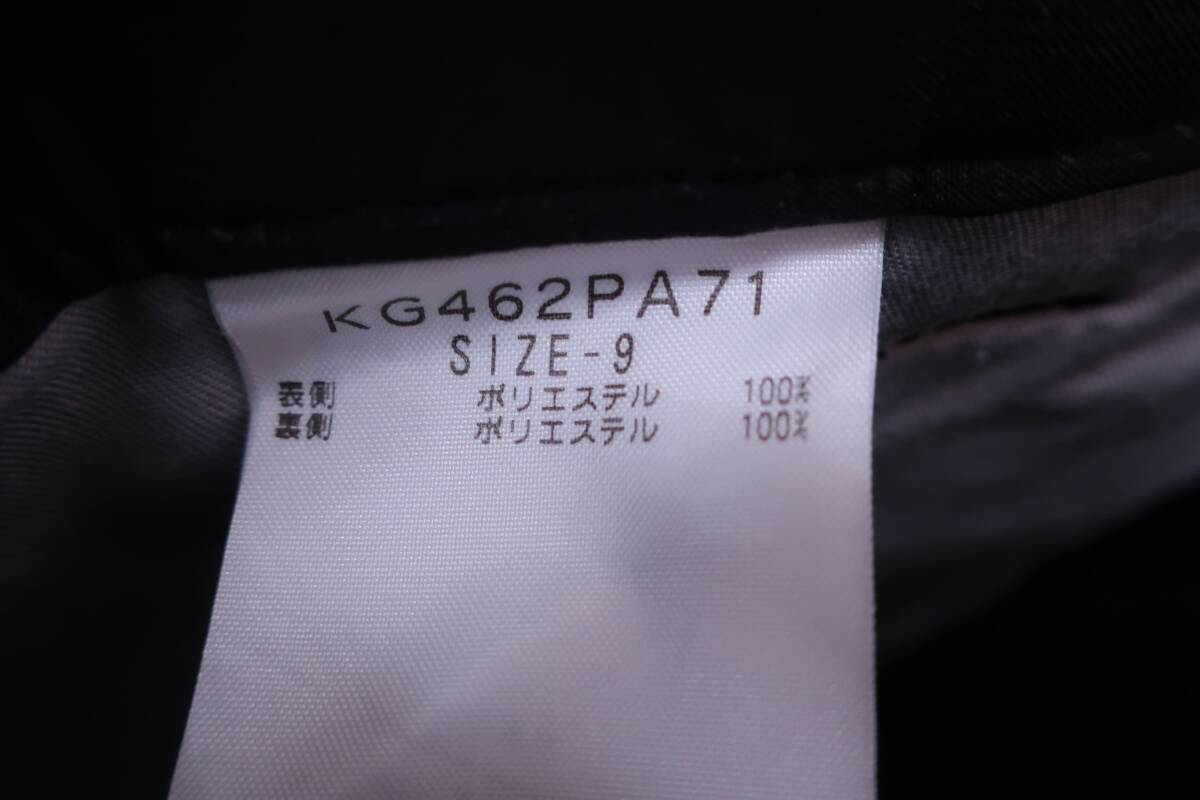 KG462PA71
SIZE-9
表側 ポリエステル 100%
裏側 ポリエステル 100%